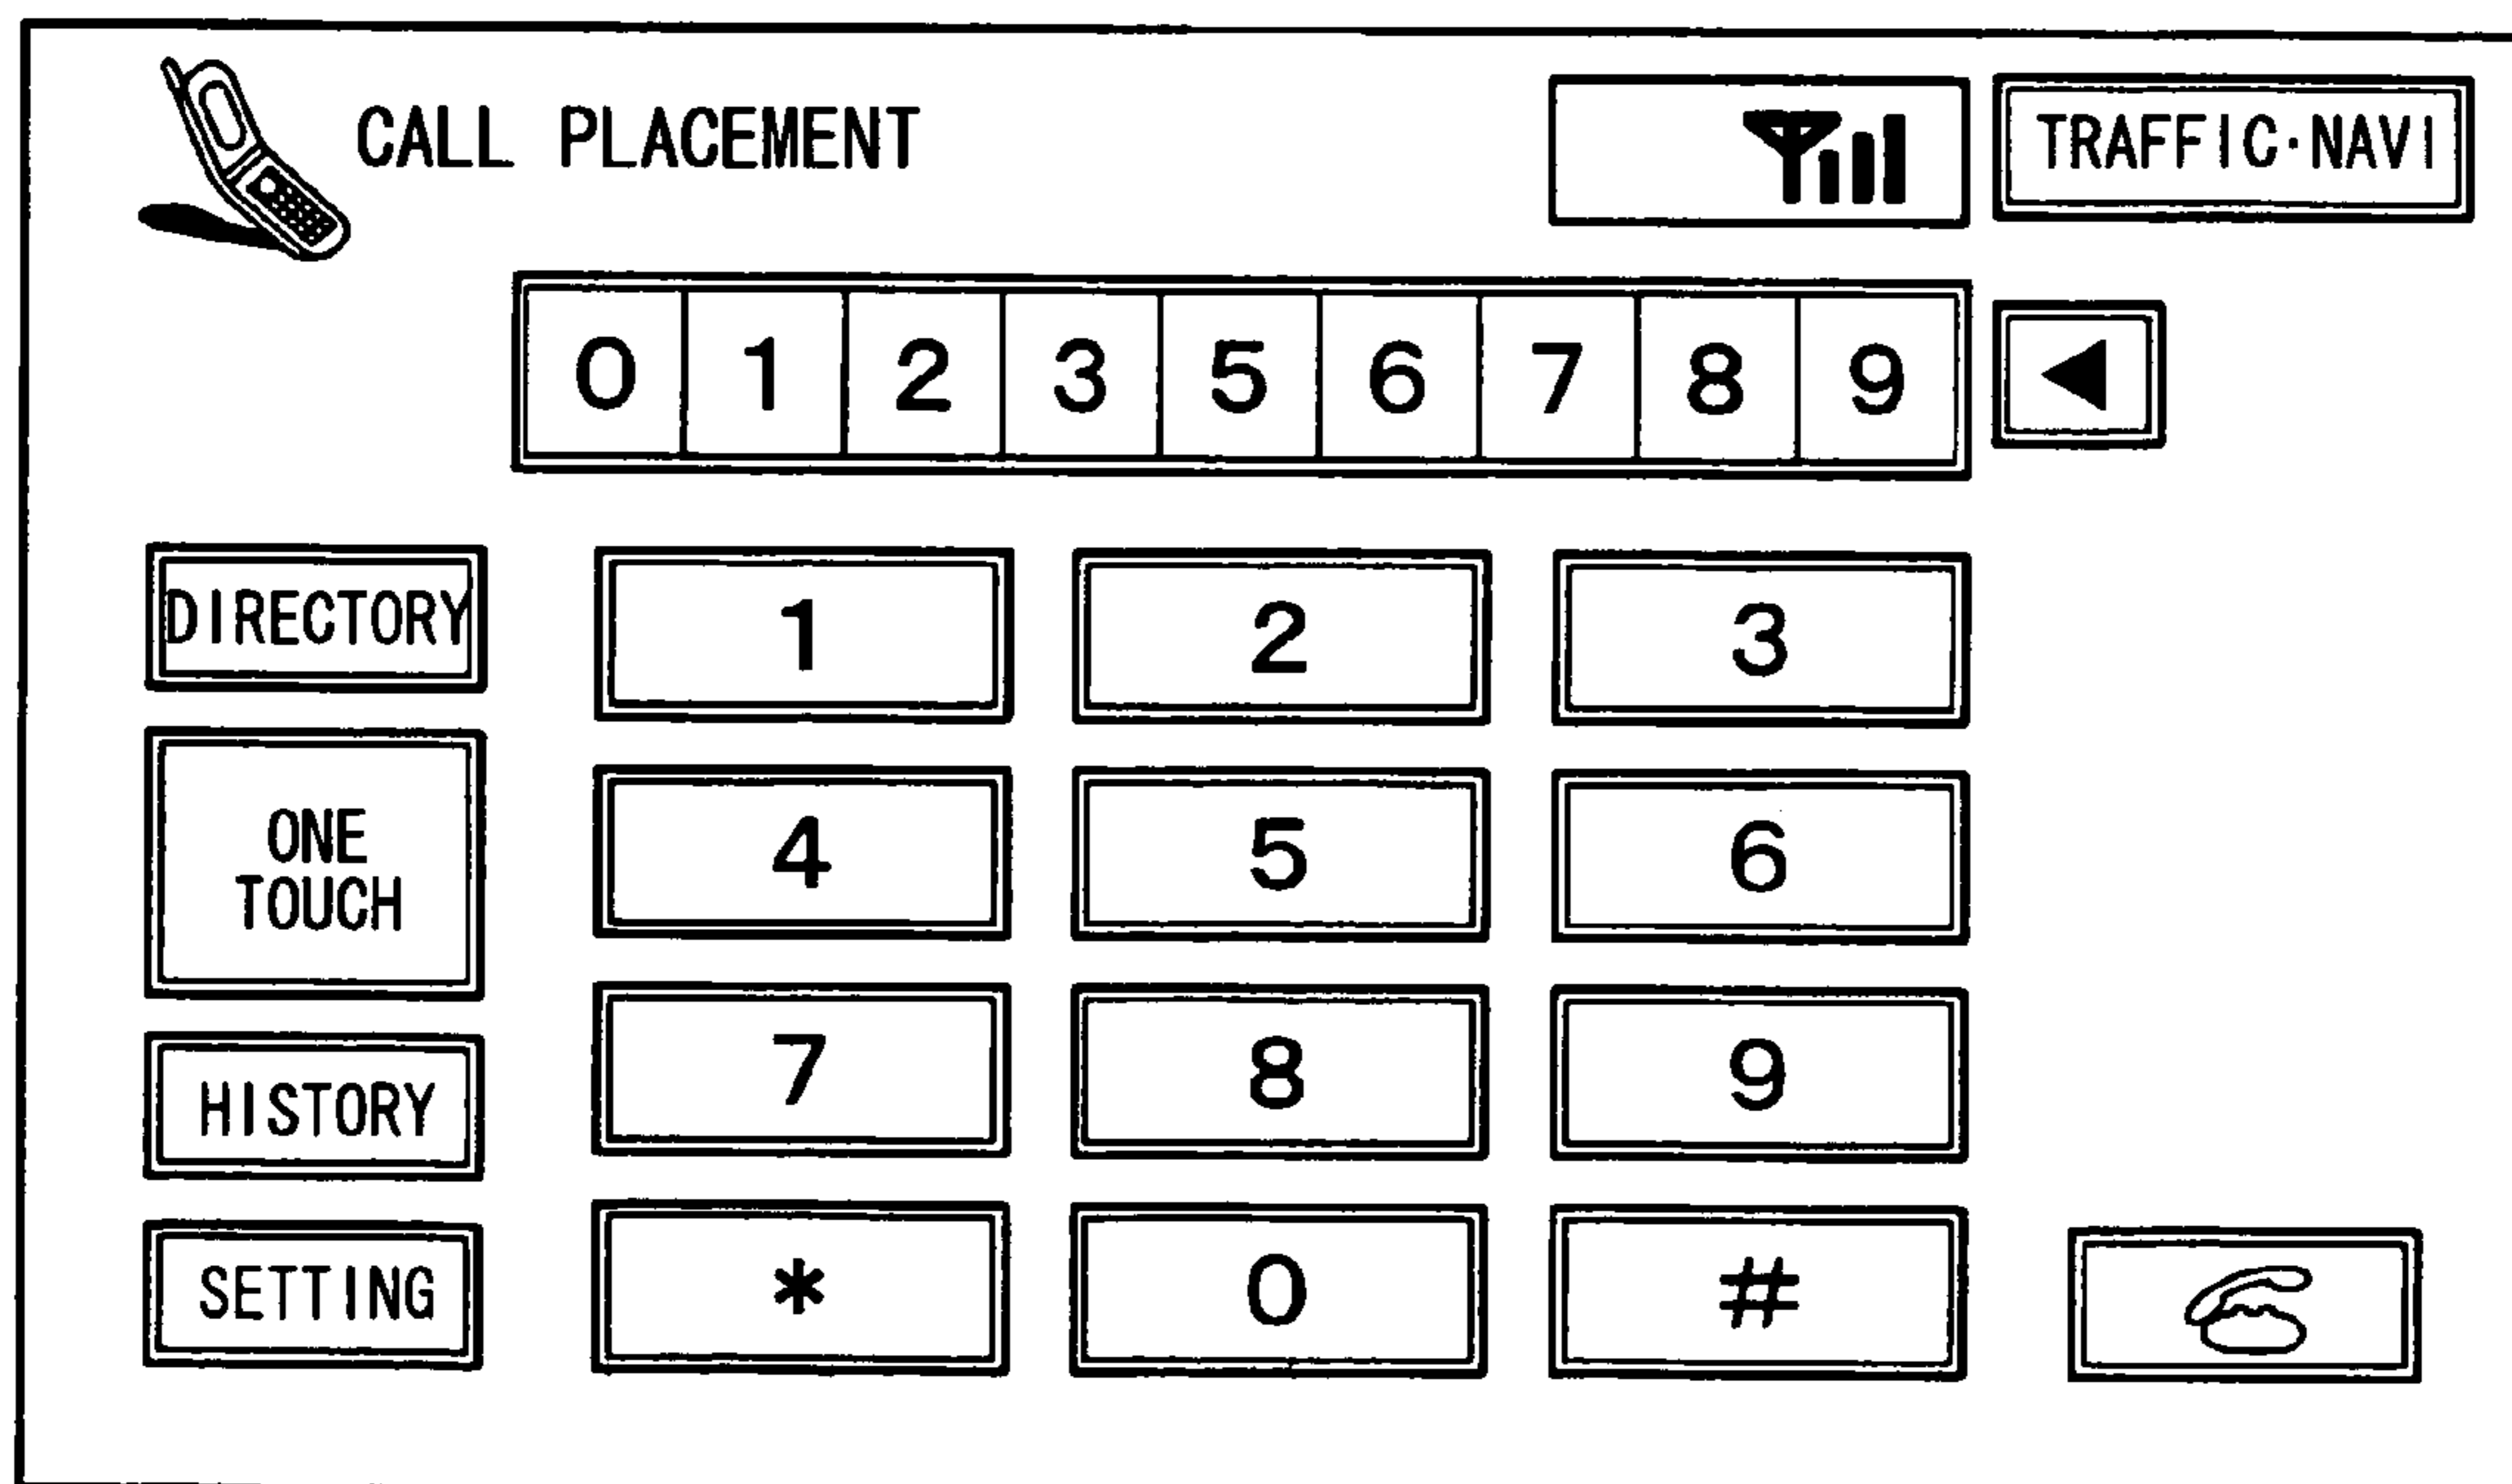 CALL PLACEMENT
TRAFFIC·NAVI
0 1 2 3 5 6 7 8 9
DIRECTORY
1 2 3
ONE
TOUCH
4 5 6
HISTORY
7 8 9
SETTING
* 0 #